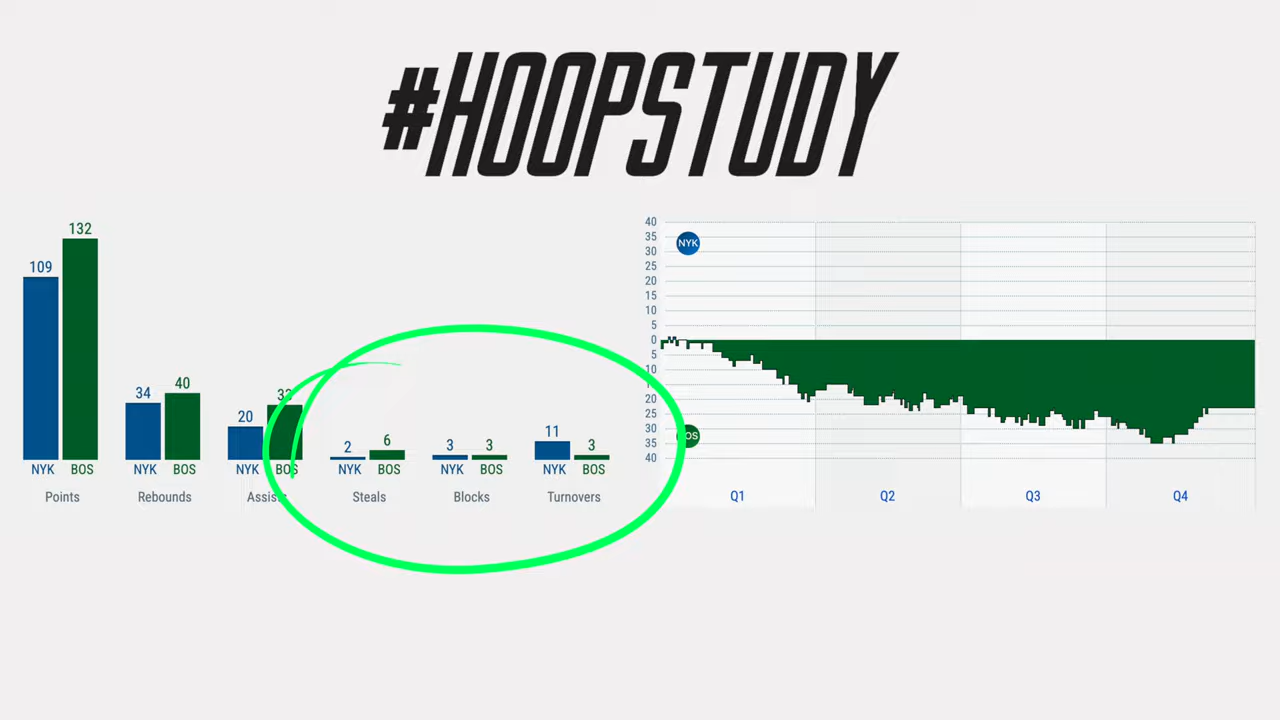 #HOOPSTUDY
109 132
NYK BOS
Points
34 40
NYK BOS
Rebounds
20
NYK BOS
Assists
2 6
NYK BOS
Steals
3 3
NYK BOS
Blocks
11 3
NYK BOS
Turnovers
40
35
30
25
20
15
10
5
0
5
10
20
25
30
35
40
NYK
Q1 Q2 Q3 Q4